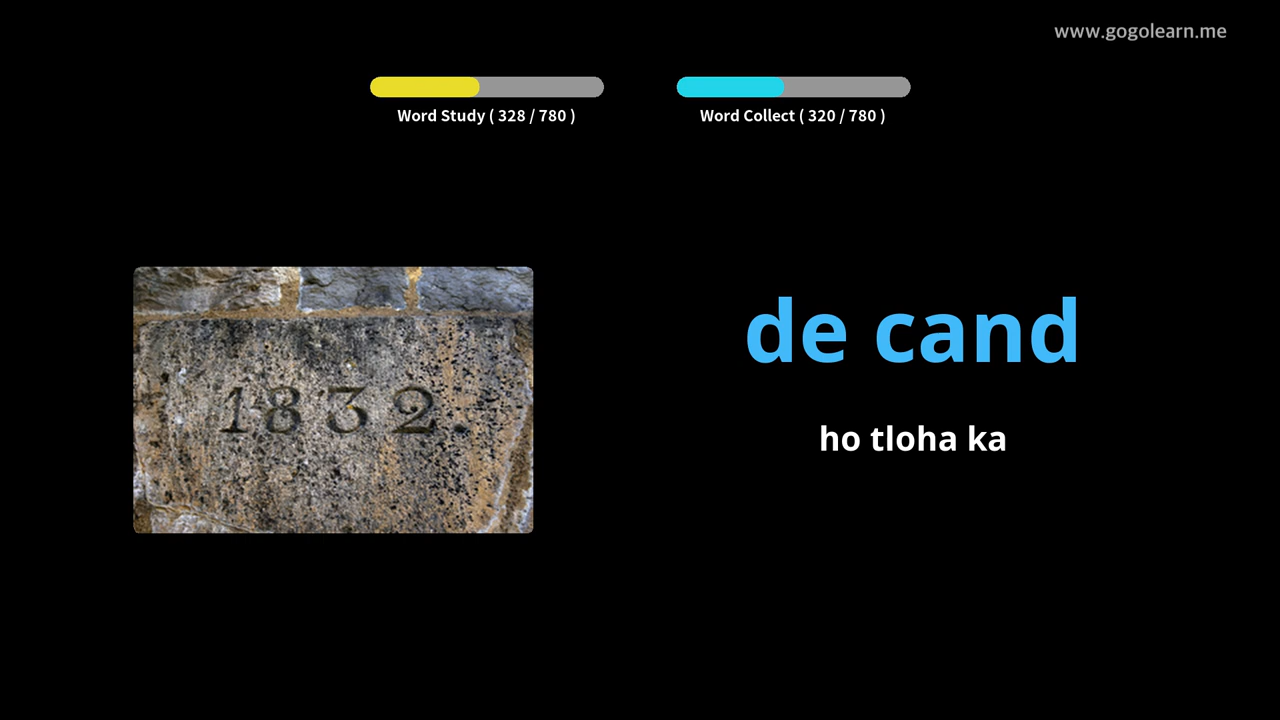 www.gogolearn.me
Word Study ( 328 / 780 )
Word Collect ( 320 / 780 )
1832.
de cand
ho tloha ka